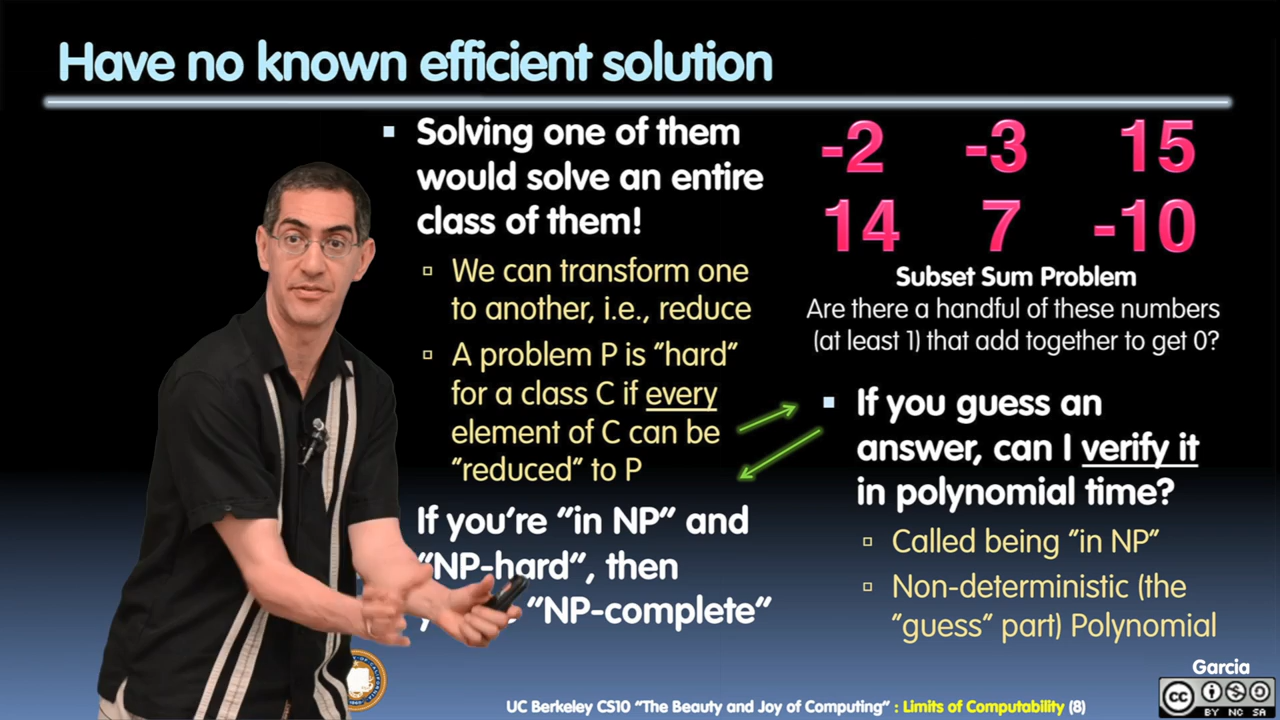 Have no known efficient solution
Solving one of them
would solve an entire
class of them!
We can transform one
to another, i.e., reduce
A problem P is "hard"
for a class C if every
element of C can be
"reduced" to P
If you're "in NP" and
"NP-hard", then
"NP-complete"
-2 -3 15
14 7 -10
Subset Sum Problem
Are there a handful of these numbers
(at least 1) that add together to get 0?
If you guess an
answer, can I verify it
in polynomial time?
Called being "in NP"
Non-deterministic (the
"guess" part) Polynomial
Garcia
UC Berkeley CS10 "The Beauty and Joy of Computing" : Limits of Computability (8)
cc
BY NC SA